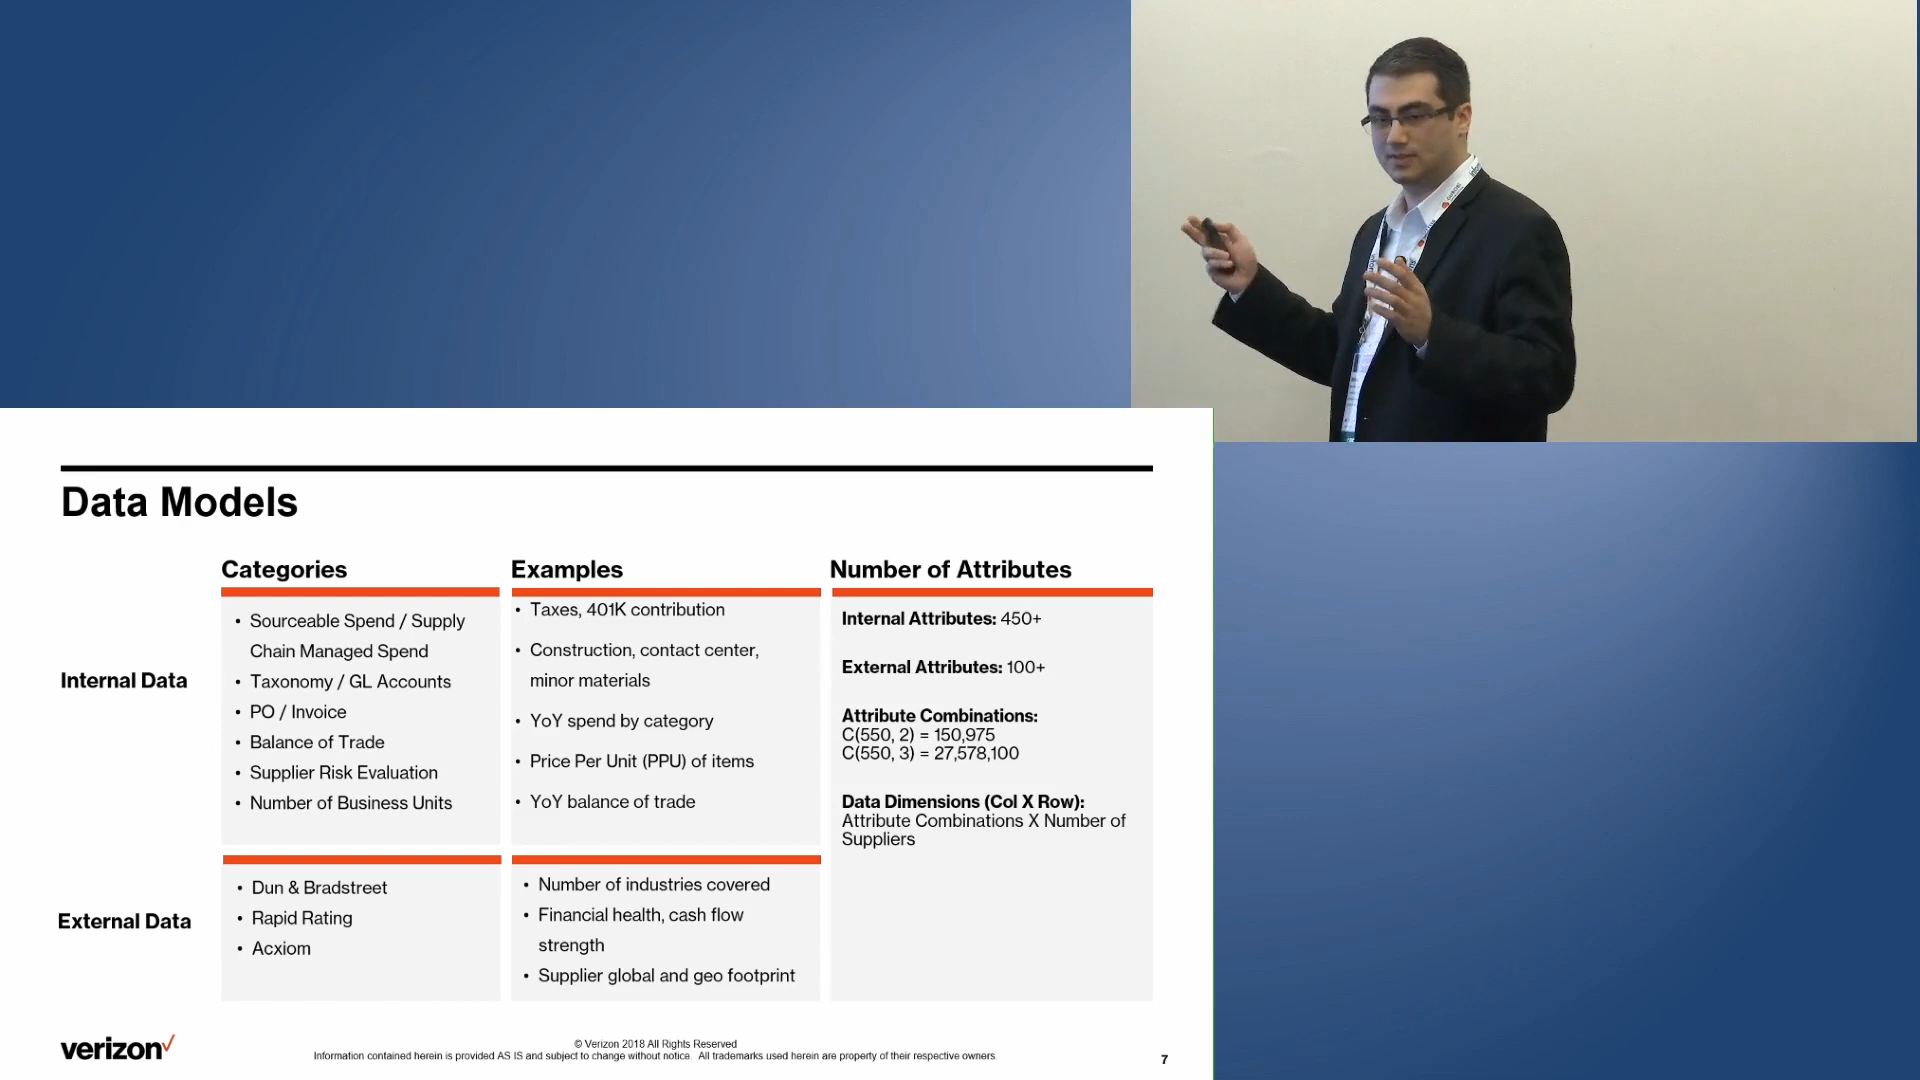 Data Models
Categories
Examples
Number of Attributes
Internal Data
• Sourceable Spend / Supply
Chain Managed Spend
• Taxonomy / GL Accounts
• PO / Invoice
• Balance of Trade
• Supplier Risk Evaluation
• Number of Business Units
• Taxes, 401K contribution
• Construction, contact center,
minor materials
• YoY spend by category
• Price Per Unit (PPU) of items
• YoY balance of trade
Internal Attributes: 450+
External Attributes: 100+
Attribute Combinations:
C(550, 2) = 150,975
C(550, 3) = 27,578,100
Data Dimensions (Col X Row):
Attribute Combinations X Number of
Suppliers
External Data
• Dun & Bradstreet
• Rapid Rating
• Acxiom
• Number of industries covered
• Financial health, cash flow
strength
• Supplier global and geo footprint
verizon
© Verizon 2018 All Rights Reserved
Information contained herein is provided AS IS and subject to change without notice. All trademarks used herein are property of their respective owners.
7